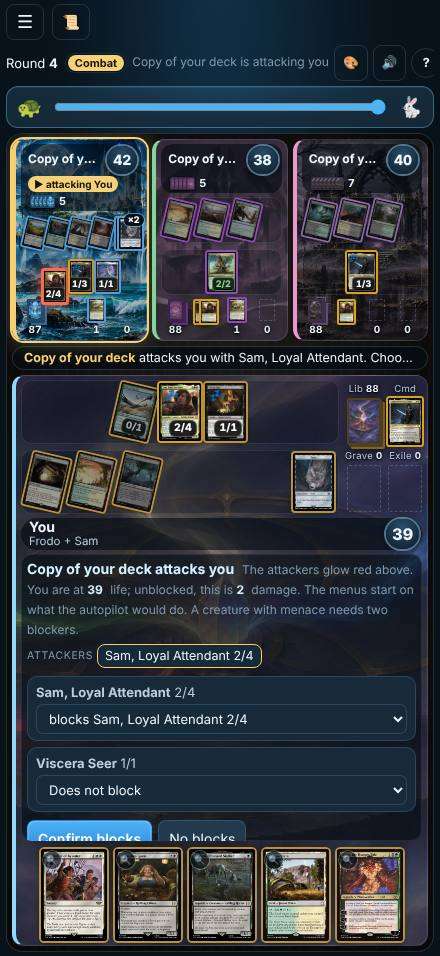 Round 4 Combat Copy of your deck is attacking you ?
Copy of y... 42
▶ attacking You
5
×2
2/4 1/3 1/1
87 1 0
Copy of y... 38
5
2/2
88 1 0
Copy of y... 40
7
1/3
88 0 0
Copy of your deck attacks you with Sam, Loyal Attendant. Choo...
Lib 88 Cmd
0/1 2/4 1/1
Grave 0 Exile 0
You
Frodo + Sam
39
Copy of your deck attacks you The attackers glow red above.
You are at 39 life; unblocked, this is 2 damage. The menus start on
what the autopilot would do. A creature with menace needs two
blockers.
ATTACKERS Sam, Loyal Attendant 2/4
Sam, Loyal Attendant 2/4
blocks Sam, Loyal Attendant 2/4
Viscera Seer 1/1
Does not block
Confirm blocks No blocks